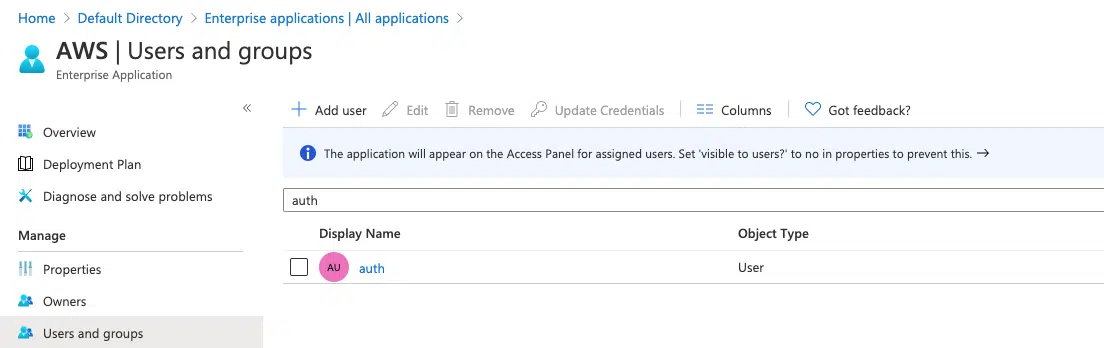 Home > Default Directory > Enterprise applications | All applications >
AWS | Users and groups
Enterprise Application
«
Overview
Deployment Plan
Diagnose and solve problems
Manage
Properties
Owners
Users and groups
+ Add user Edit Remove Update Credentials Columns Got feedback?
The application will appear on the Access Panel for assigned users. Set 'visible to users?' to no in properties to prevent this. →
auth
Display Name Object Type
AU auth User